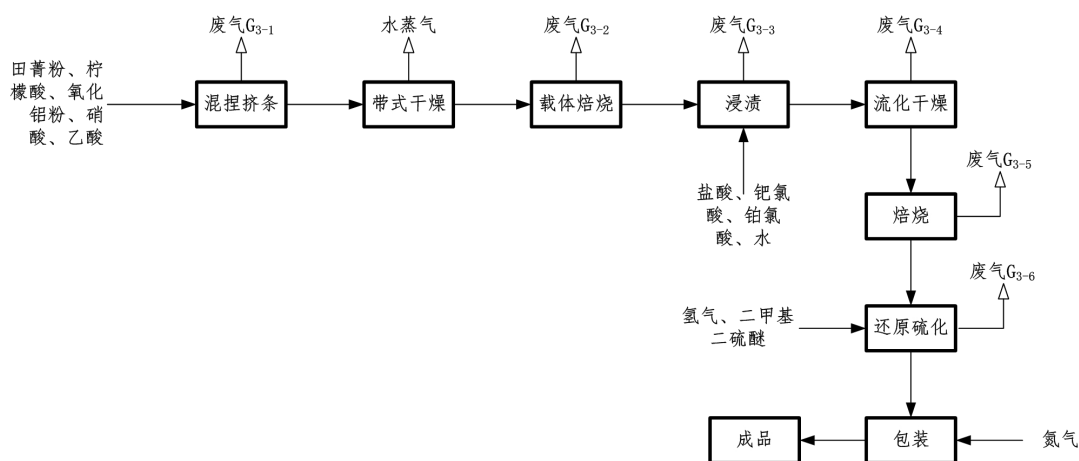 废气G3-1
水蒸气
废气G3-2
废气G3-3
废气G3-4
田菁粉、柠
檬酸、氧化
铝粉、硝
酸、乙酸
混捏挤条
带式干燥
载体焙烧
浸渍
流化干燥
盐酸、钯氯
酸、铂氯
酸、水
废气G3-5
焙烧
废气G3-6
氢气、二甲基
二硫醚
还原硫化
成品
包装
氮气